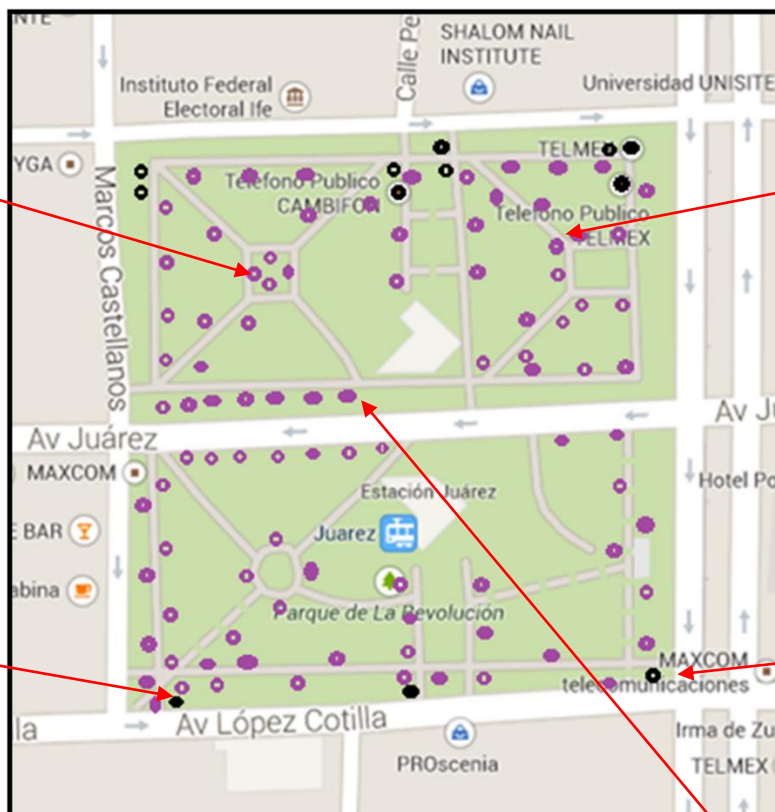 NTE
SHALOM NAIL
INSTITUTE
Calle Pe
Instituto Federal
Electoral Ife
Universidad UNISITE
YGA
TELMEX
Teléfono Publico
CAMBIFON
Telefono Publico
TELMEX
Marcos Castellanos
Av Juárez
Av Ju
MAXCOM
Estación Juárez
Hotel Po
E BAR
Juarez
abina
Parque de La Revolución
MAXCOM
telecomunicaciones
la
Av López Cotilla
Irma de Zu
PROscenia
TELMEX